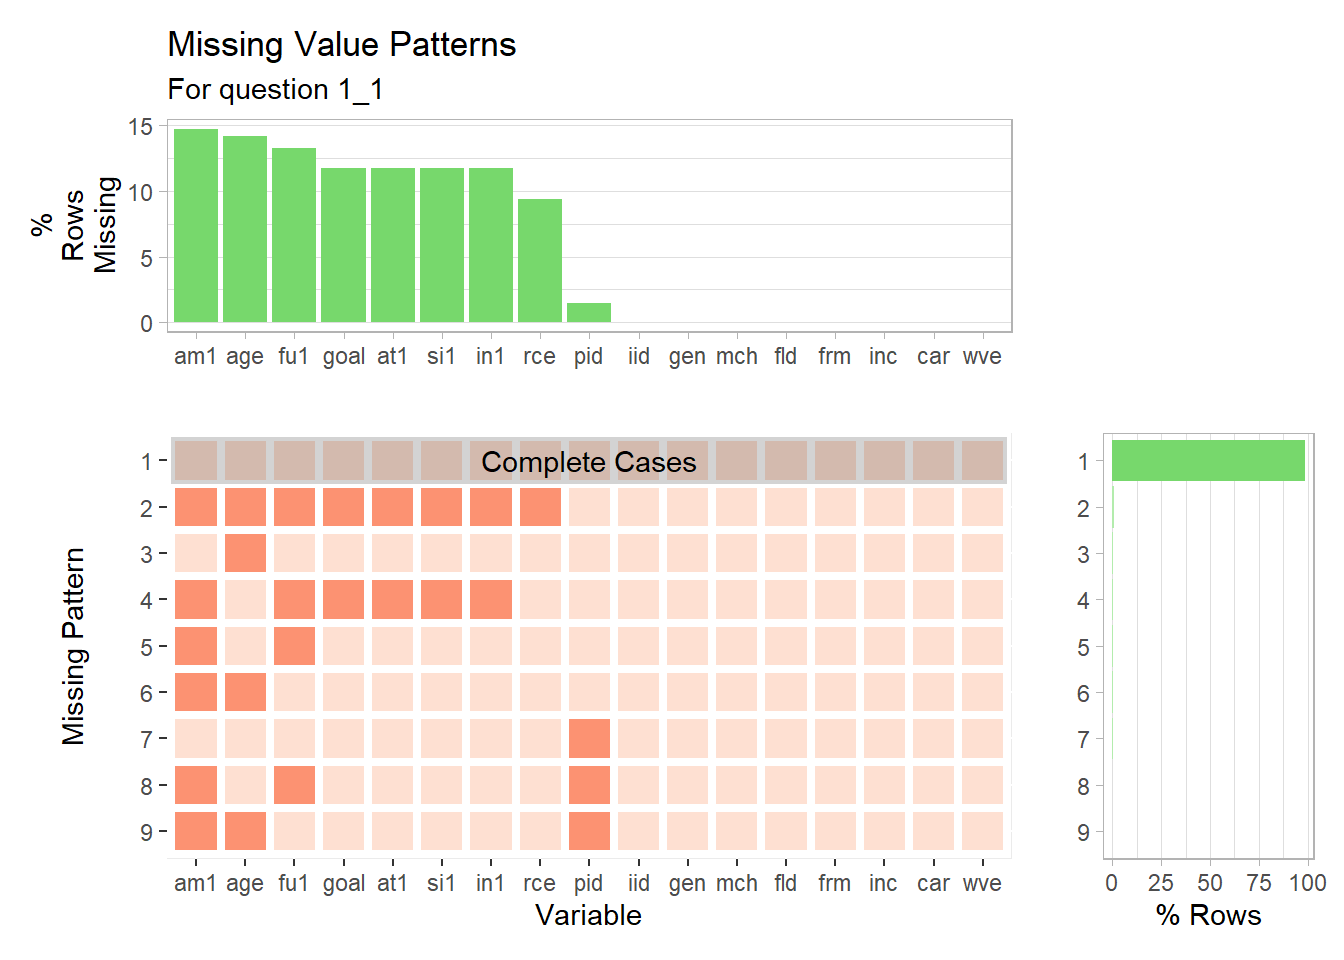 Missing Value Patterns
For question 1_1
%
Rows
Missing
15
10
5
0
am1 age fu1 goal at1 si1 in1 rce pid iid gen mch fld frm inc car wve
Missing Pattern
1
2
3
4
5
6
7
8
9
Complete Cases
am1 age fu1 goal at1 si1 in1 rce pid iid gen mch fld frm inc car wve
Variable
1
2
3
4
5
6
7
8
9
0 25 50 75 100
% Rows